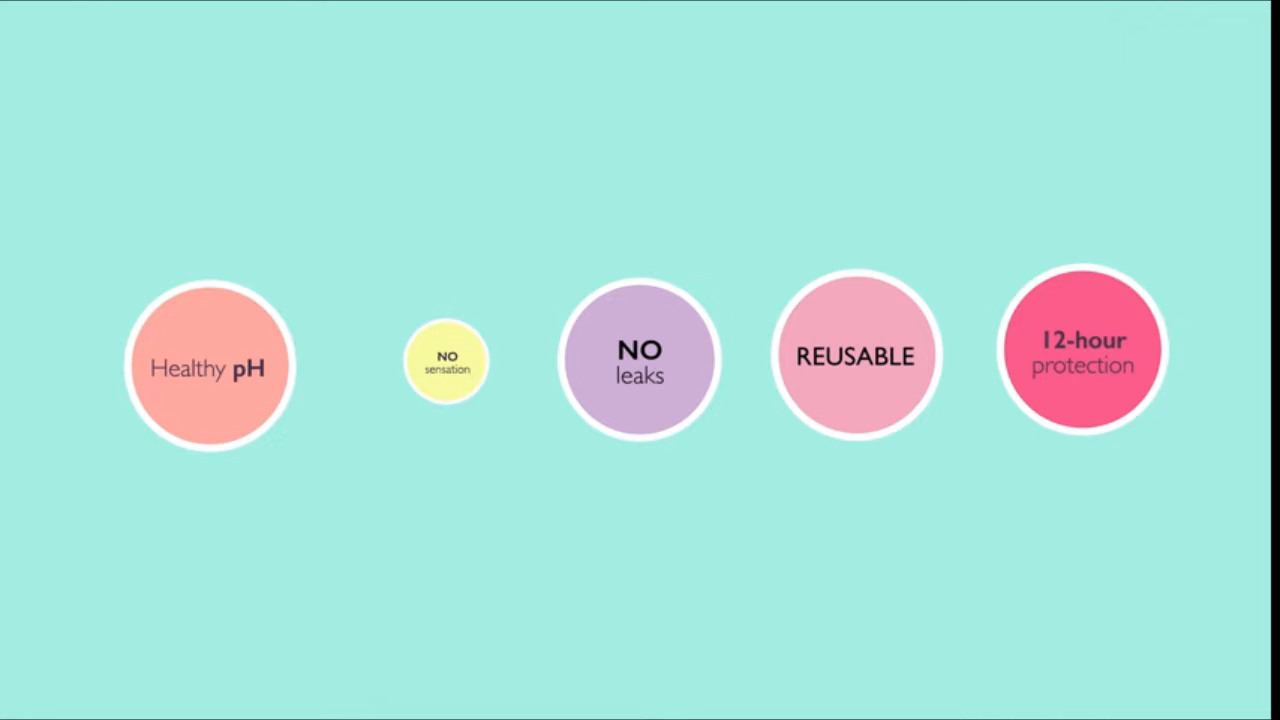 Healthy pH
NO
sensation
NO
leaks
REUSABLE
12-hour
protection